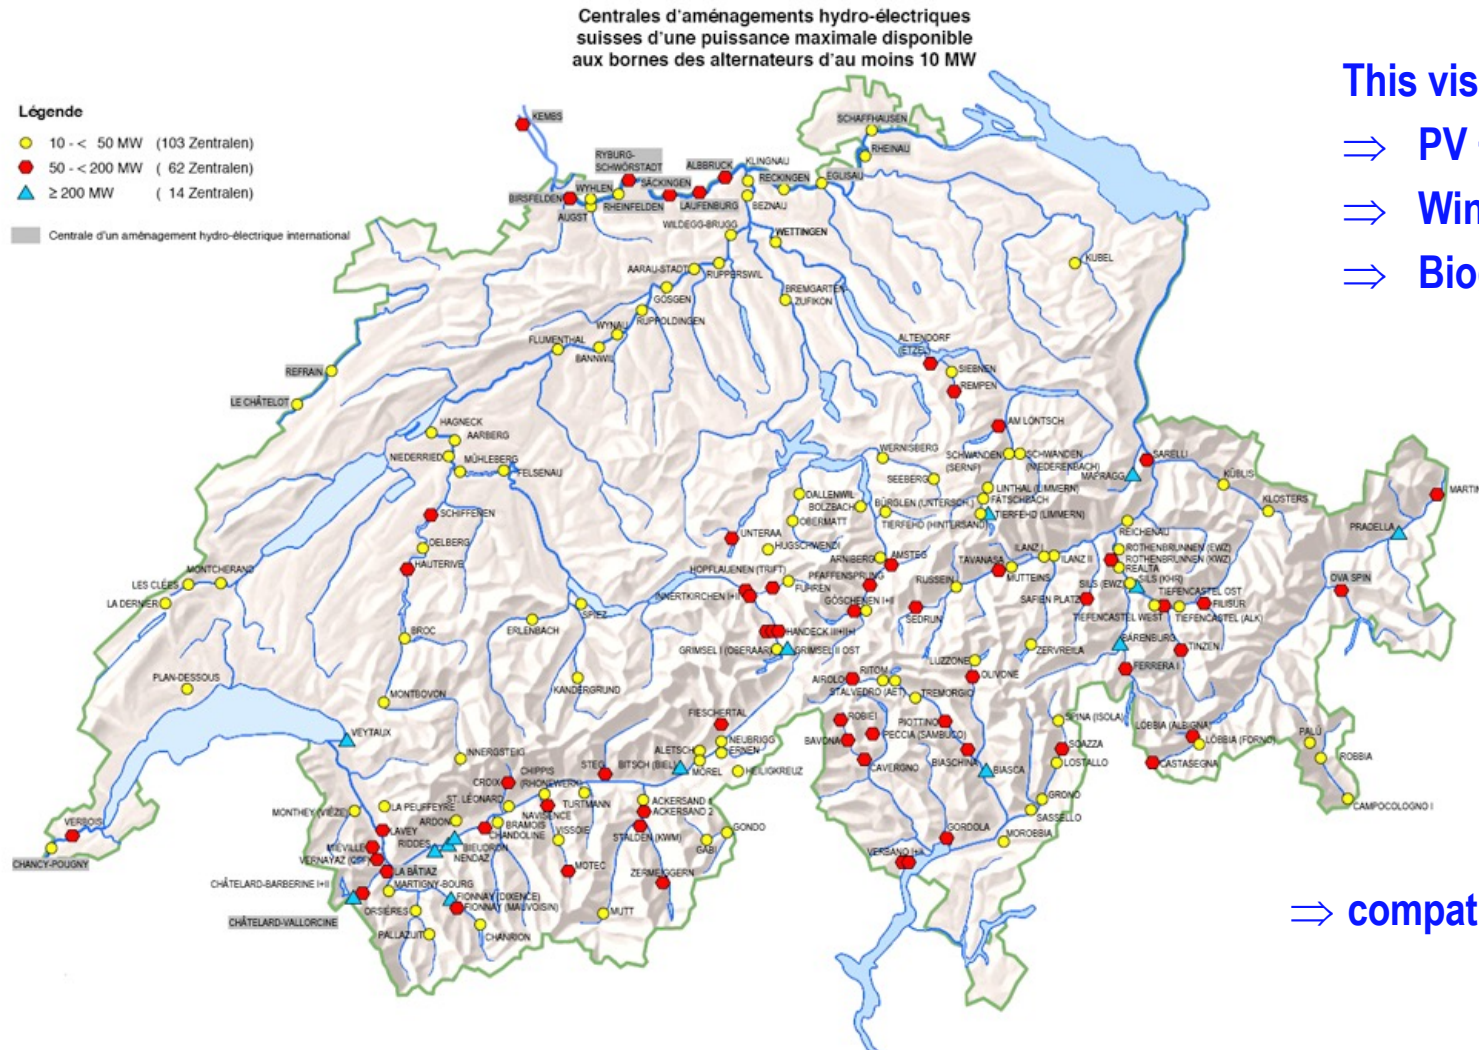 Centrales d'aménagements hydro-électriques
suisses d'une puissance maximale disponible
aux bornes des alternateurs d'au moins 10 MW
Légende
10 - < 50 MW (103 Zentralen)
50 - < 200 MW ( 62 Zentralen)
≥ 200 MW ( 14 Zentralen)
Centrale d'un aménagement hydro-électrique international
This vis
⇒ PV
⇒ Win
⇒ Bio
⇒ compat
KEMBS
SCHAFFHAUSEN
RHEINAU
RYBURG-
SCHWÖRSTADT
ALBBRUCK
KLINGNAU
RECKINGEN
EGLISAU
WYHLEN
SÄCKINGEN
BIRSFELDEN
AUGST
RHEINFELDEN
LAUFENBURG
BEZNAU
WILDEGG-BRUGG
WETTINGEN
KUBEL
AARAU-STADT
RUPPERSWIL
GÖSGEN
BREMGARTEN-
ZUFIKON
RUPPOLDINGEN
WYNAU
FLUMENTHAL
BANNWIL
ALTENDORF
(ETZEL)
SIEBNEN
REMPEN
REFRAIN
LE CHÂTELOT
HAGNECK
AARBERG
NIEDERRIED
MÜHLEBERG
FELSENAU
AM LÖNTSCH
WERNISBERG
SCHWANDEN
(SERNF)
SCHWANDEN
(NIEDERENBACH)
SARELLI
MAPRAGG
KÜBLIS
KLOSTERS
MARTIN
PRADELLA
SEEBERG
LINTHAL (LIMMERN)
FÄTSCHBACH
TIERFEHD (LIMMERN)
TIERFEHD (HINTERSAND)
DALLENWIL
BOLZBACH
BÜRGLEN (UNTERSCH.)
OBERMATT
SCHIFFENEN
UNTERAA
HUGSCHWENDI
REICHENAU
OELBERG
HAUTERIVE
HOPFLAUENEN (TRIFT)
ARNIBERG
AMSTEG
TAVANASA
ILANZ I
ILANZ II
ROTHENBRUNNEN (EWZ)
ROTHENBRUNNEN (KWZ)
REALTA
MONTCHERAND
LES CLÉES
LA DERNIER
PFAFFENSPRUNG
FUHREN
INNERTKIRCHEN I+II
RUSSEIN
MUTTEINS
SILS (EWZ)
SILS (KHR)
OVA SPIN
GÖSCHENEN I+II
SEDRUN
SAFIEN PLATZ
TIEFENCASTEL OST
FILISUR
TIEFENCASTEL WEST
TIEFENCASTEL (ALK)
SPIEZ
ERLENBACH
BROC
HANDECK III+II+I
GRIMSEL I (OBERAAR)
GRIMSEL II OST
BÄRENBURG
TINZEN
ZERVREILA
LUZZONE
FERRERA I
PLAN-DESSOUS
KANDERGRUND
AIROLO
RITOM
OLIVONE
STALVEDRO (AET)
TREMORGIO
MONTBOVON
FIESCHERTAL
ROBIEI
PIOTTINO
SPINA (ISOLA)
LÖBBIA (ALBIGNA)
LÖBBIA (FORNO)
PALÜ
VEYTAUX
NEUBRIGG
ERNEN
BAVONA
PECCIA (SAMBUCO)
SOAZZA
INNERGSTEIG
ALETSCH
BITSCH (BIEL)
MÖREL
HEILIGKREUZ
CAVERGNO
BIASCHINA
BIASCA
LOSTALLO
CASTASEGNA
ROBBIA
STEG
CROIX
CHIPPIS
(RHONEWERK)
TURTMANN
ST. LÉONARD
NAVISENCE
ACKERSAND 1
ACKERSAND 2
GRONO
SASSELLO
CAMPOCOLOGNO I
MONTHEY (VIÈZE)
LA PEUFFEYRE
ARDON
BRAMOIS
CHANDOLINE
VISSOIE
STALDEN (KWM)
GONDO
GABI
GORDOLA
MOROBBIA
VERBOIS
CHANCY-POUGNY
LAVEY
RIDDES
BIEUDRON
NENDAZ
MIÉVILLE
VERNAYAZ (CFF)
LA BÂTIAZ
MOTEC
ZERMEIGGERN
VERBANO I+II
CHÂTELARD-BARBERINE I+II
MARTIGNY-BOURG
FIONNAY (DIXENCE)
FIONNAY (MAUVOISIN)
CHÂTELARD-VALLORCINE
ORSIÈRES
MUTT
PALLAZUIT
CHANRION